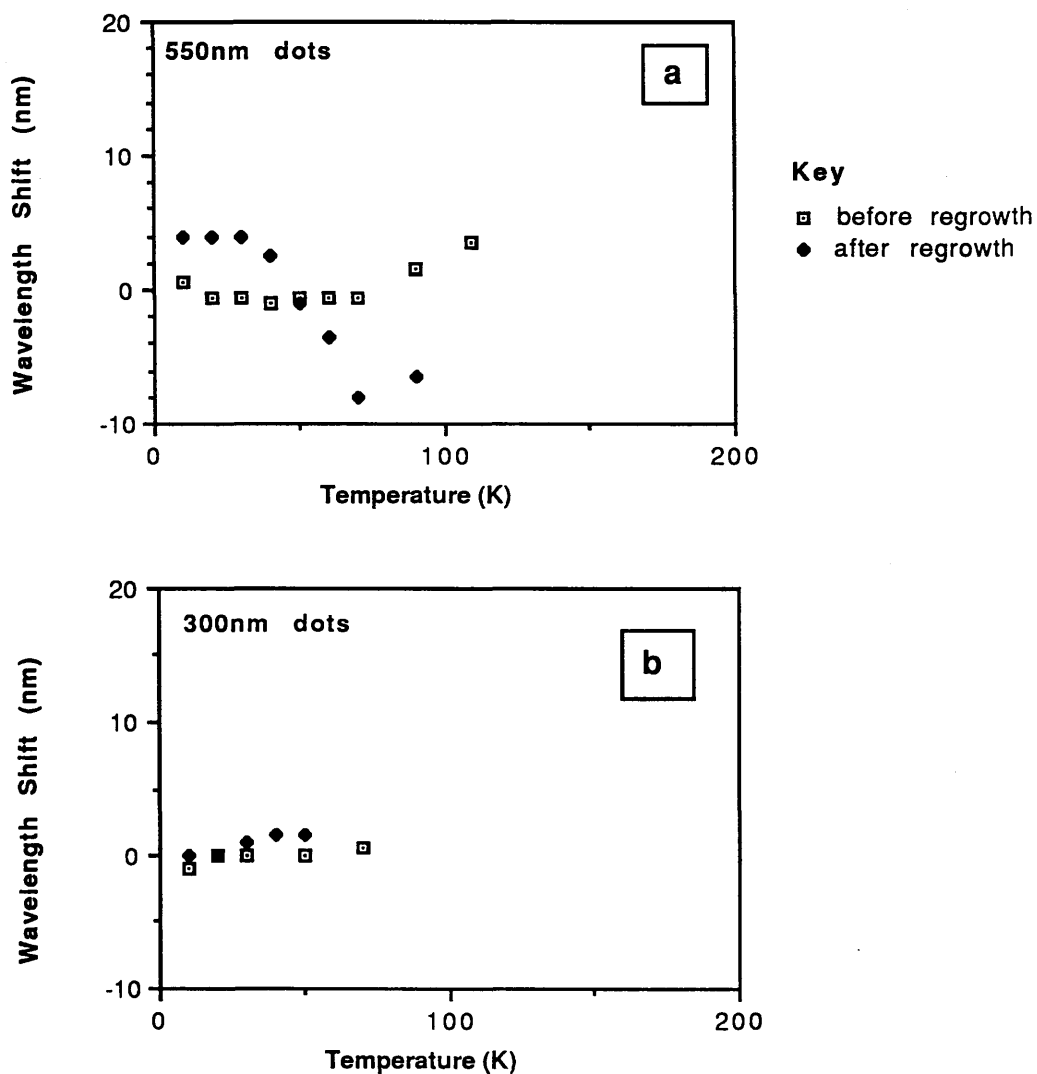 550nm dots
a
20
10
0
-10
Wavelength Shift (nm)
0 100 200
Temperature (K)
Key
before regrowth
after regrowth
300nm dots
b
20
10
0
-10
Wavelength Shift (nm)
0 100 200
Temperature (K)